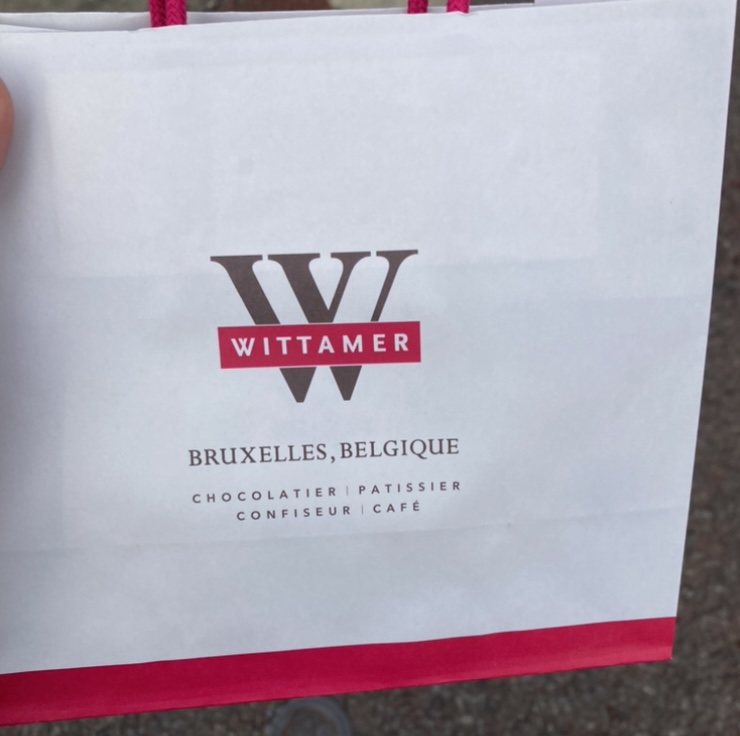 W
WITTAMER
BRUXELLES, BELGIQUE
CHOCOLATIER | PATISSIER
CONFISEUR | CAFÉ